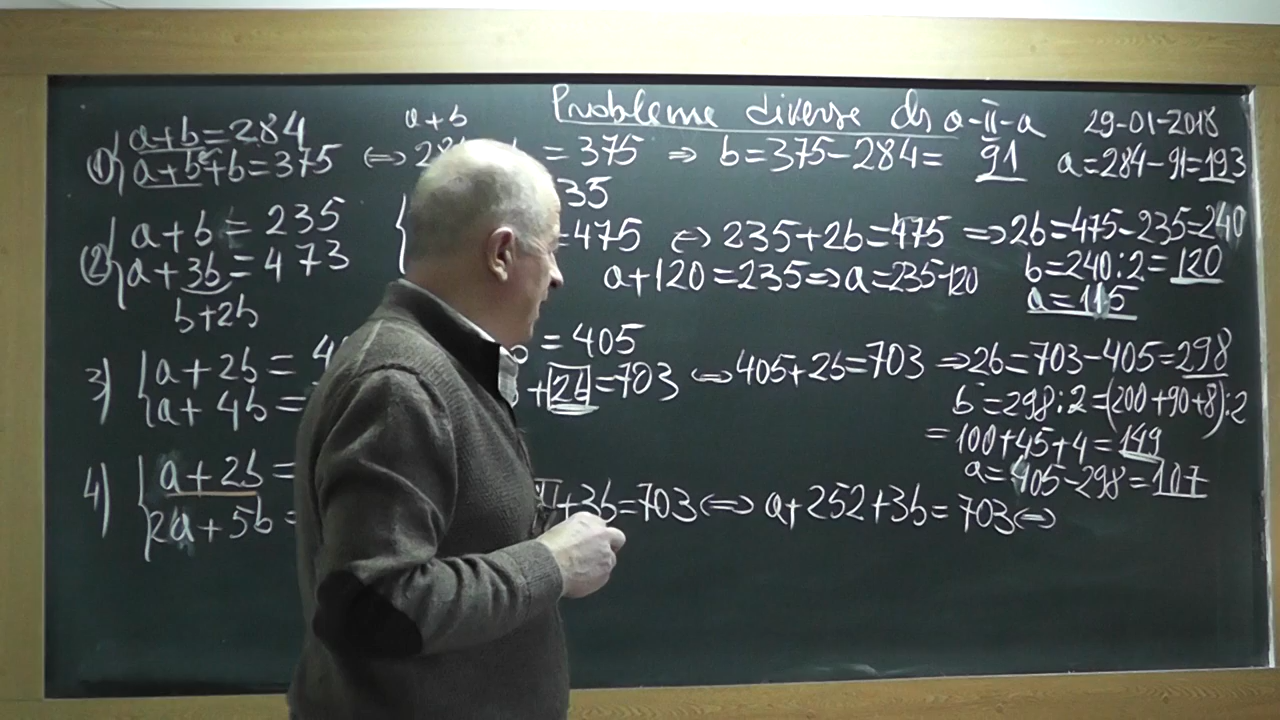 Probleme diverse cls a-II-a 29-01-2018
a+b
1) a+b=284
a+b+b=375 <=> = 375 => b=375-284= 91 a=284-91=193
35
2) a+b=235
a+3b=473 =475 <=> 235+2b=475 => 2b=475-235=240
b+2b a+120=235 => a=235-120 b=240:2=120
a=115
= 405
3) a+2b=
a+4b= +2b=703 <=> 405+2b=703 => 2b=703-405=298
b=298:2=(200+90+8):2
=100+45+4=149
a=405-298=107
4) a+2b=
2a+5b= +3b=703 <=> a+252+3b=703 <=>